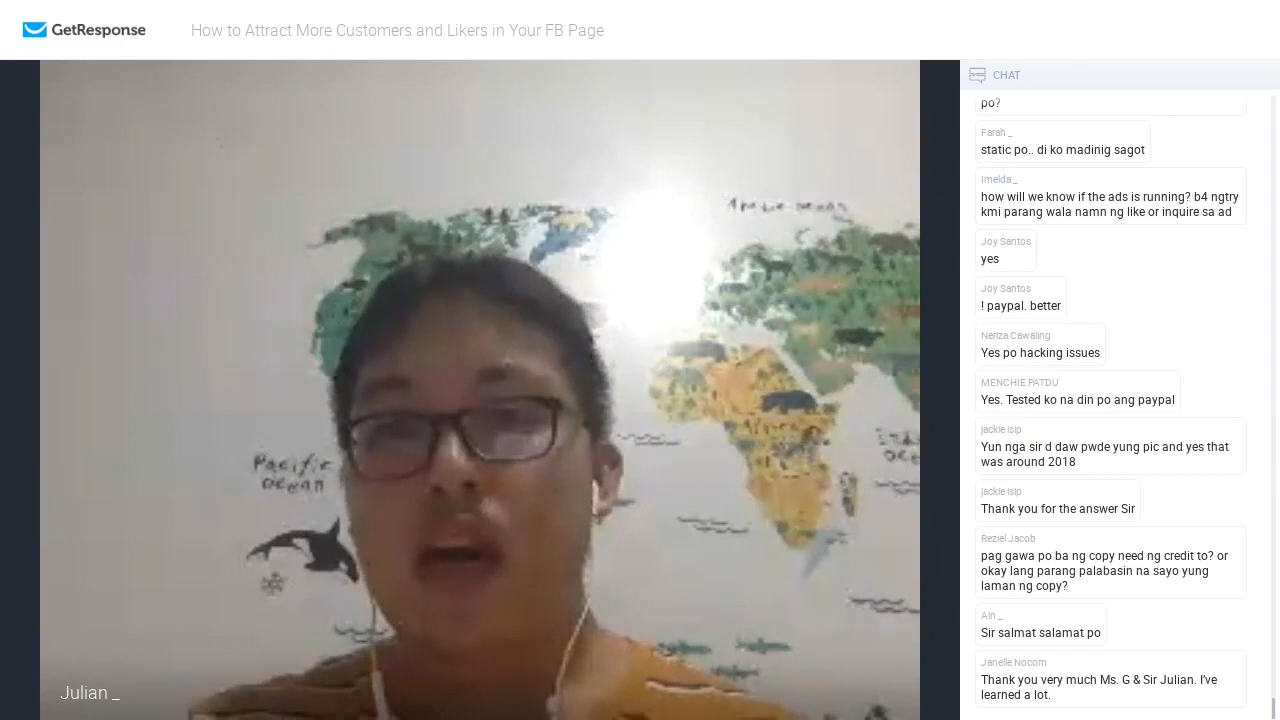 GetResponse
How to Attract More Customers and Likers in Your FB Page
CHAT
po?
Farah _
static po.. di ko madinig sagot
Imelda _
how will we know if the ads is running? b4 ngtry
kmi parang wala namn ng like or inquire sa ad
Joy Santos
yes
Joy Santos
! paypal. better
Neriza Cawaling
Yes po hacking issues
MENCHIE PATDU
Yes. Tested ko na din po ang paypal
jackie isip
Yun nga sir d daw pwde yung pic and yes that
was around 2018
jackie isip
Thank you for the answer Sir
Reziel Jacob
pag gawa po ba ng copy need ng credit to? or
okay lang parang palabasin na sayo yung
laman ng copy?
Ain _
Sir salmat salamat po
Janelle Nocom
Thank you very much Ms. G & Sir Julian. I've
learned a lot.
Pacific
ocean
Africa
Julian _